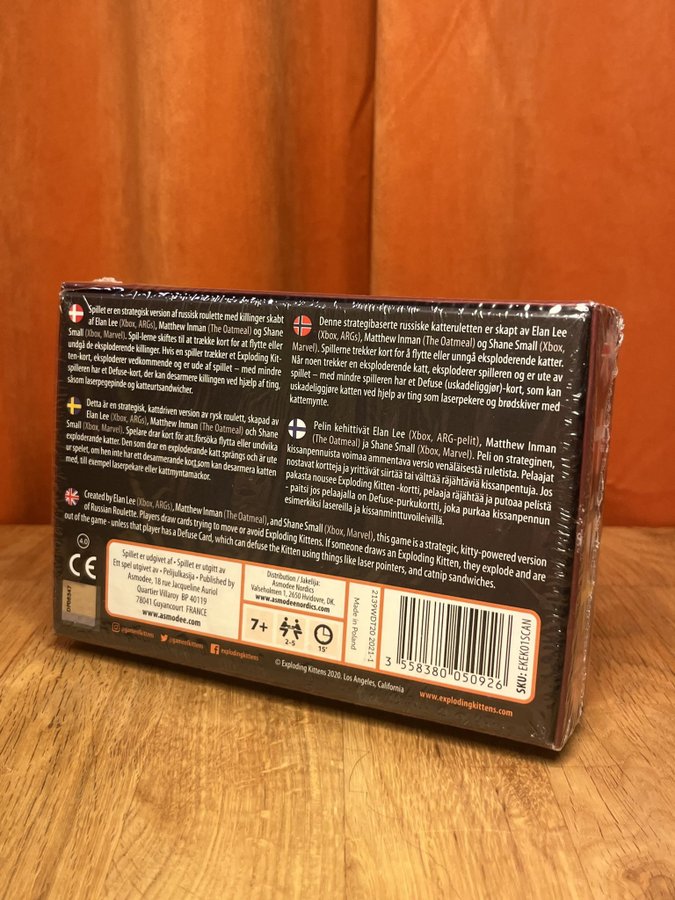 Spillet er en strategisk version af russisk roulette med killinger skabt
af Elan Lee (Xbox, ARGs), Matthew Inman (The Oatmeal) og Shane
Small (Xbox, Marvel). Spil-lerne skiftes til at trække kort for at flytte eller
undgå de eksploderende killinger. Hvis en spiller trækker et Exploding Kit-
ten-kort, eksploderer vedkommende og er ude af spillet – med mindre
spilleren har et Defuse-kort, der kan desarmere killingen ved hjælp af ting,
såsom laserpegepinde og katteurtsandwicher.
Denne strategibaserte russiske katteruletten er skapt av Elan Lee
(Xbox, ARGs), Matthew Inman (The Oatmeal) og Shane Small (Xbox,
Marvel). Spillerne trekker kort for å flytte eller unngå eksploderende katter.
Når noen trekker en eksploderende katt, eksploderer spilleren og er ute av
spillet – med mindre spilleren har et Defuse (uskadeliggjør)-kort, som kan
uskadeliggjøre katten ved hjelp av ting som laserpekere og brødskiver med
kattemynte.
Detta är en strategisk, kattdriven version av rysk roulett, skapad av
Elan Lee (Xbox, ARGs), Matthew Inman (The Oatmeal) och Shane
Small (Xbox, Marvel). Spelare drar kort för att försöka flytta eller undvika
exploderande katter. Den som drar en exploderande katt sprängs och är ute
ur spelet, om hen inte har ett desarmerande kort som kan desarmera katten
med, till exempel laserpekare eller kattmyntamackor.
Pelin kehittivät Elan Lee (Xbox, ARG-pelit), Matthew Inman
(The Oatmeal) ja Shane Small (Xbox, Marvel). Peli on strateginen,
kissanpennuista voimaa ammentava versio venäläisestä ruletista. Pelaajat
nostavat kortteja ja yrittävät siirtää tai välttää räjähtäviä kissanpentuja. Jos
pakasta nousee Exploding Kitten -kortti, pelaaja räjähtää ja putoaa pelistä
- paitsi jos pelaajalla on Defuse-purkukortti, joka purkaa kissanpennun
esimerkiksi lasereilla ja kissanminttuvoileivillä.
Created by Elan Lee (Xbox, ARGs), Matthew Inman (The Oatmeal), and Shane Small (Xbox, Marvel), this game is a strategic, kitty-powered version
of Russian Roulette. Players draw cards trying to move or avoid Exploding Kittens. If someone draws an Exploding Kitten, they explode and are
out of the game - unless that player has a Defuse Card, which can defuse the Kitten using things like laser pointers, and catnip sandwiches.
4.0
CE
Spillet er udgivet af • Spillet er utgitt av
Ett spel utgivet av • Pelijulkaisija • Published by
Asmodee, 18 rue Jacqueline Auriol
Quartier Villaroy BP 40119
78041 Guyancourt FRANCE
www.asmodee.com
Distribution / Jakelija:
Asmodee Nordics
Valseholmen 1, 2650 Hvidovre, DK.
www.asmodeenordics.com
7+
2-5
15'
2139WDT20 2021-1
Made in Poland
3 558380 050926
SKU: EKEK01SCAN
@gameofkittens
@gameofkittens
explodingkittens
© Exploding Kittens 2020. Los Angeles, California
www.explodingkittens.com